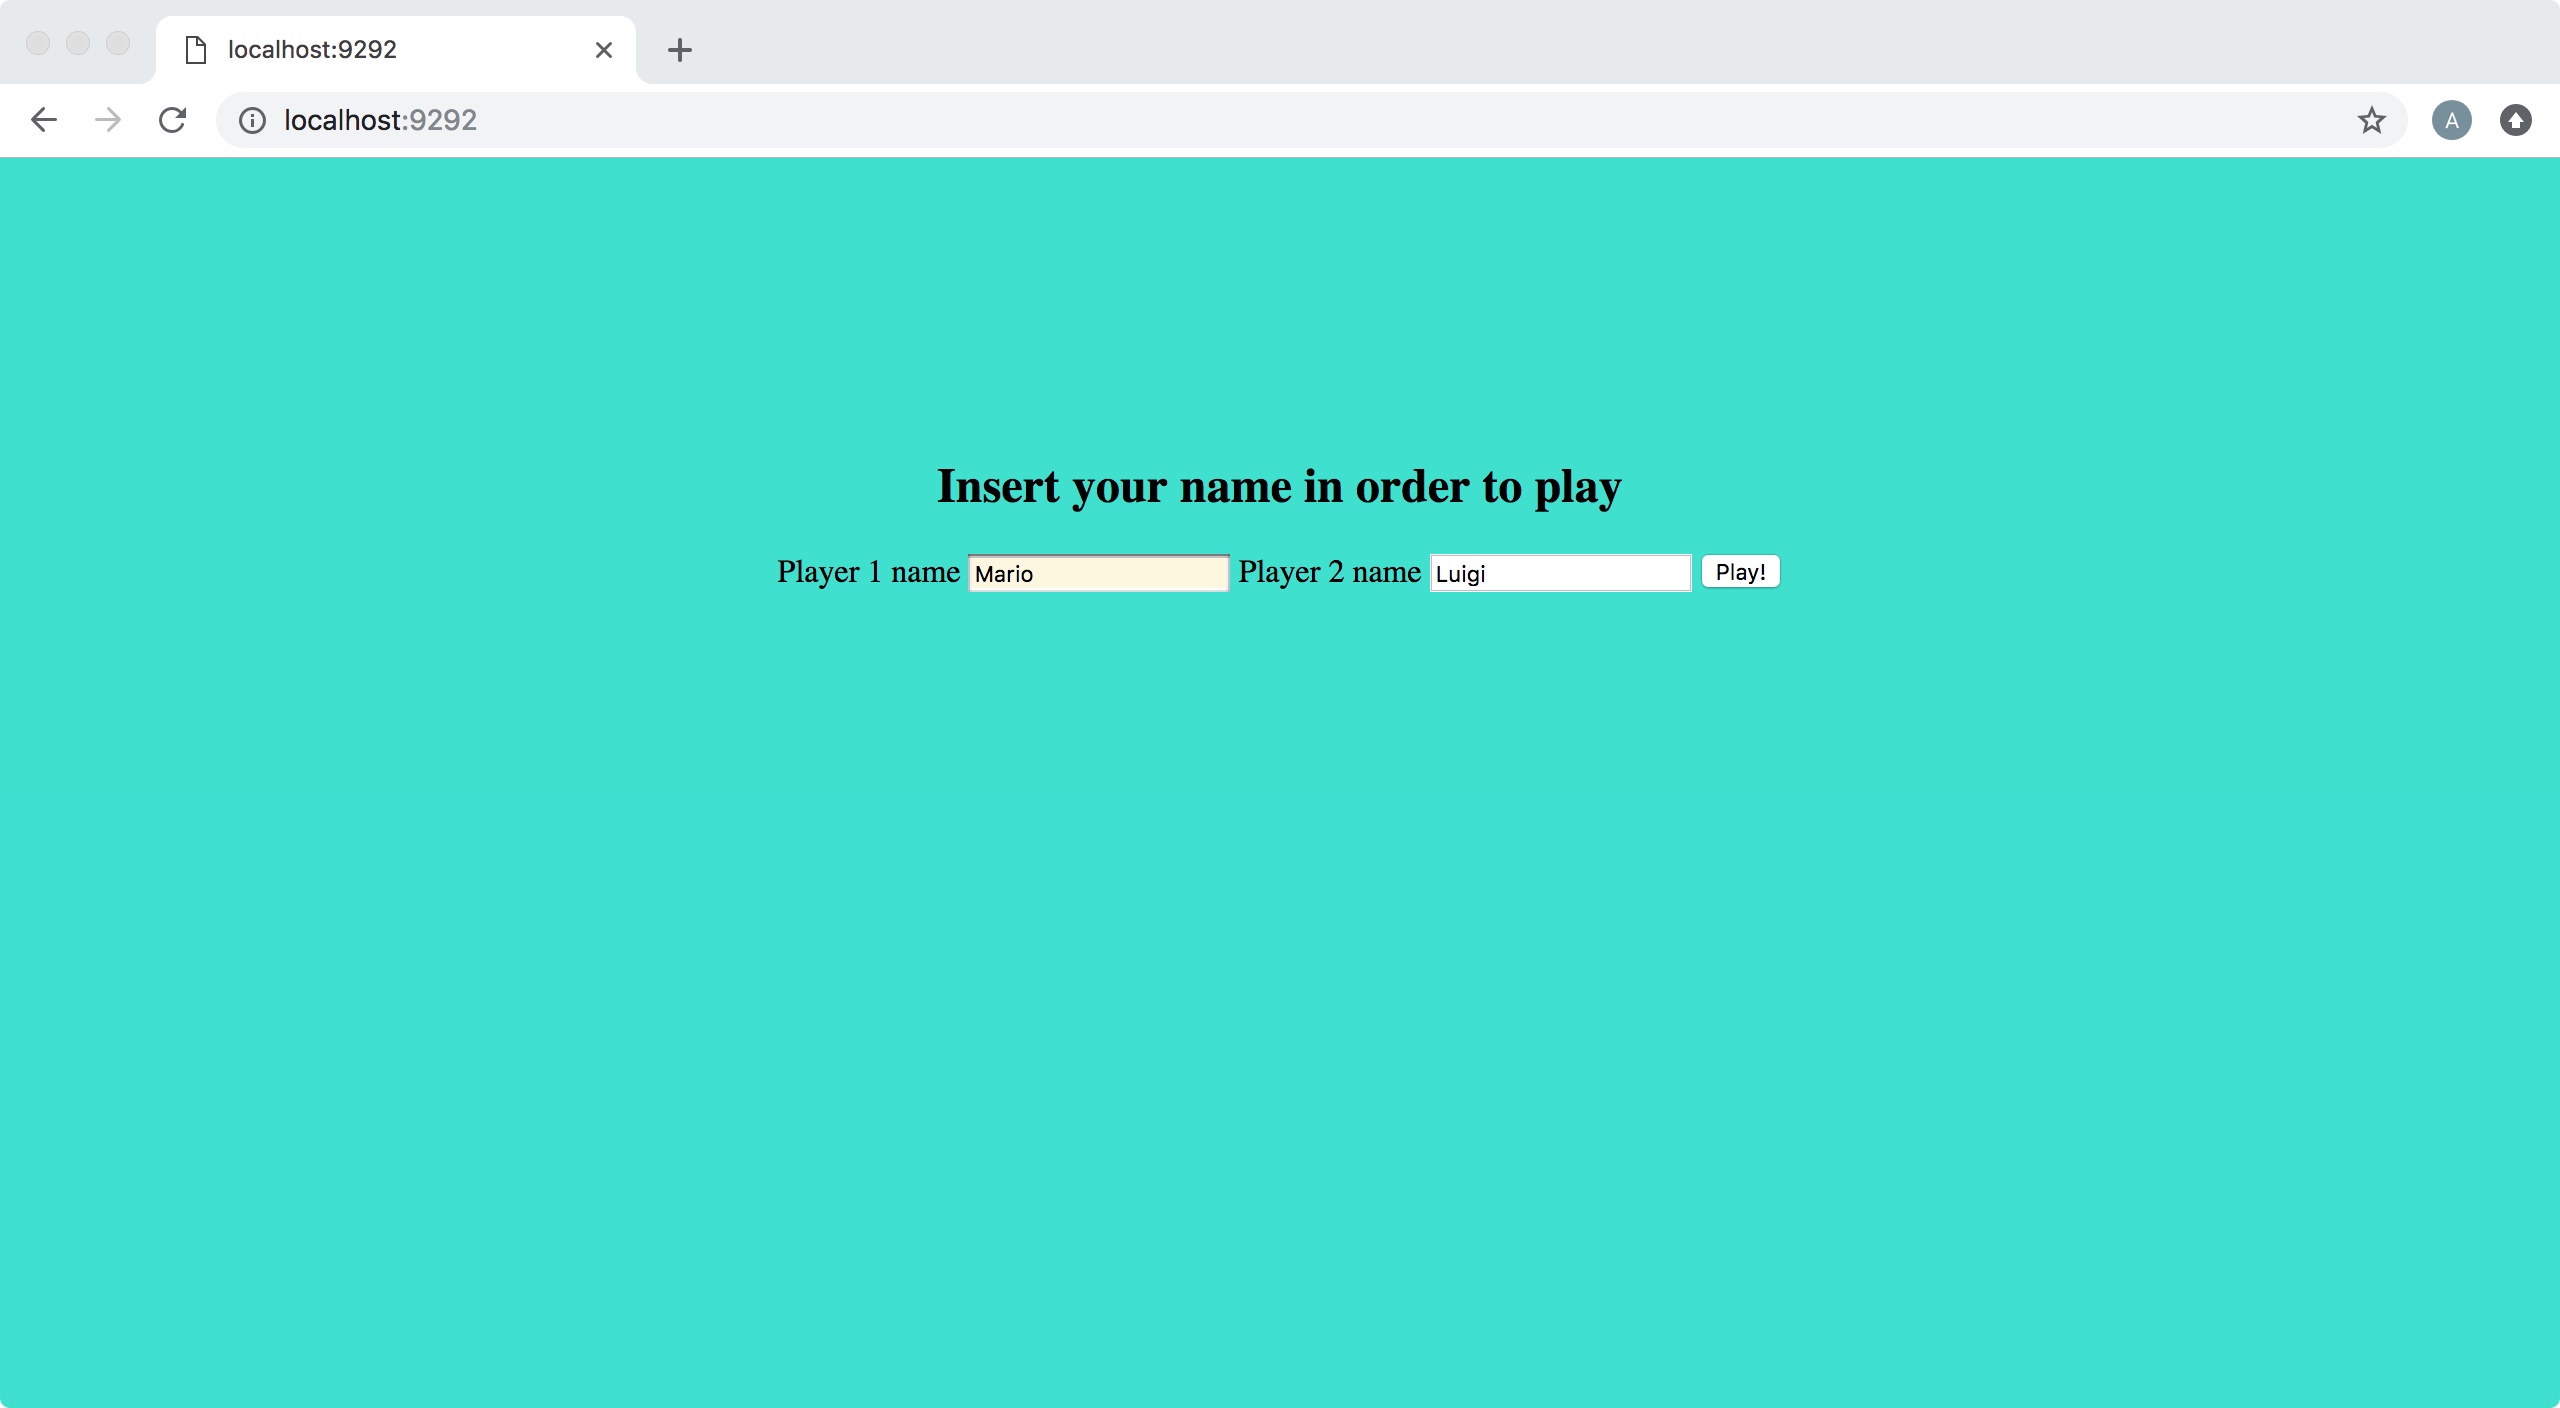 localhost:9292
localhost:9292
A
Insert your name in order to play
Player 1 name Mario Player 2 name Luigi Play!